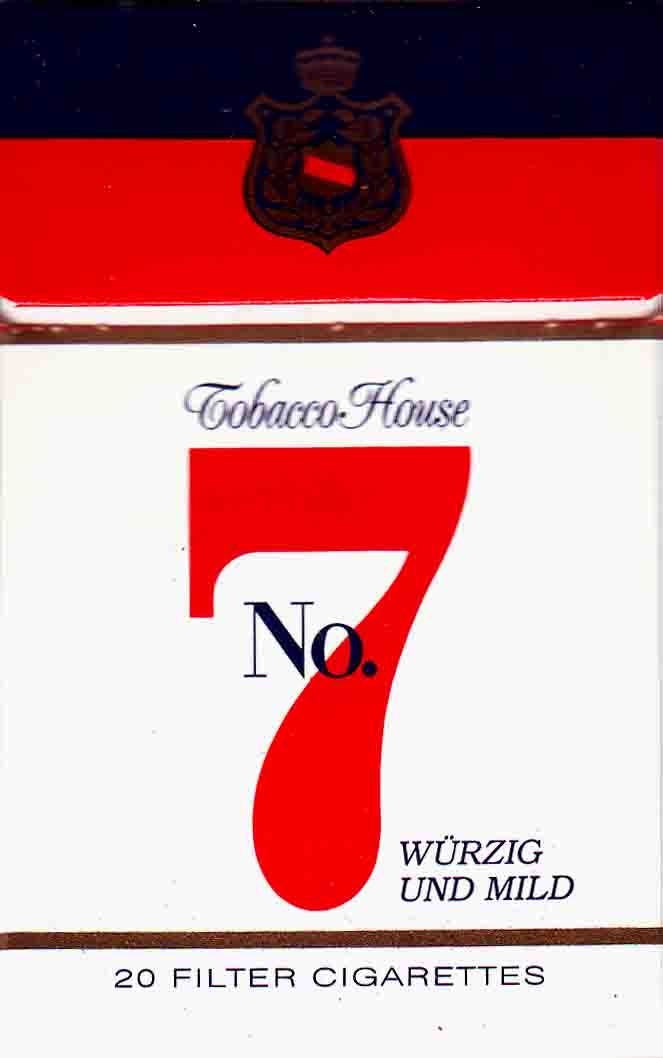 Tobacco House
7
No.
WÜRZIG
UND MILD
20 FILTER CIGARETTES